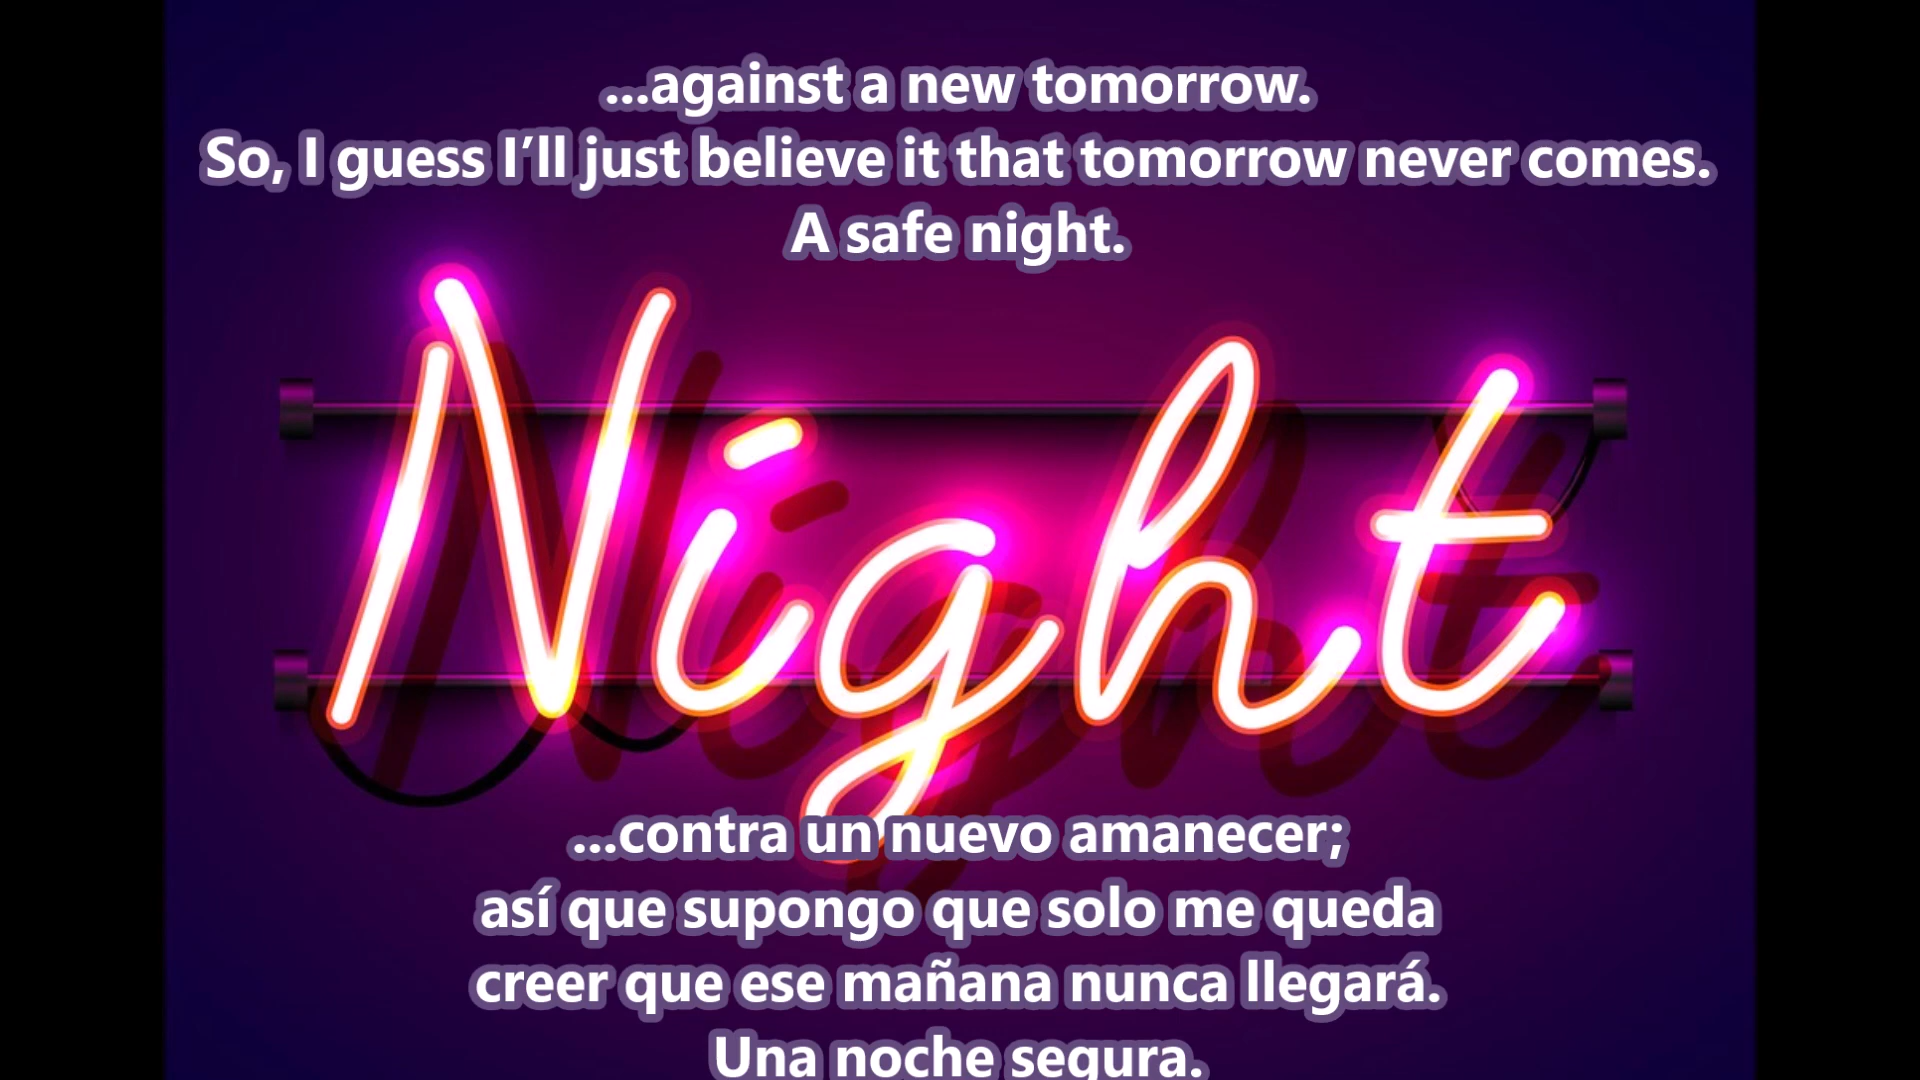 ...against a new tomorrow.
So, I guess I’ll just believe it that tomorrow never comes.
A safe night.
Night
...contra un nuevo amanecer;
así que supongo que solo me queda
creer que ese mañana nunca llegará.
Una noche segura.